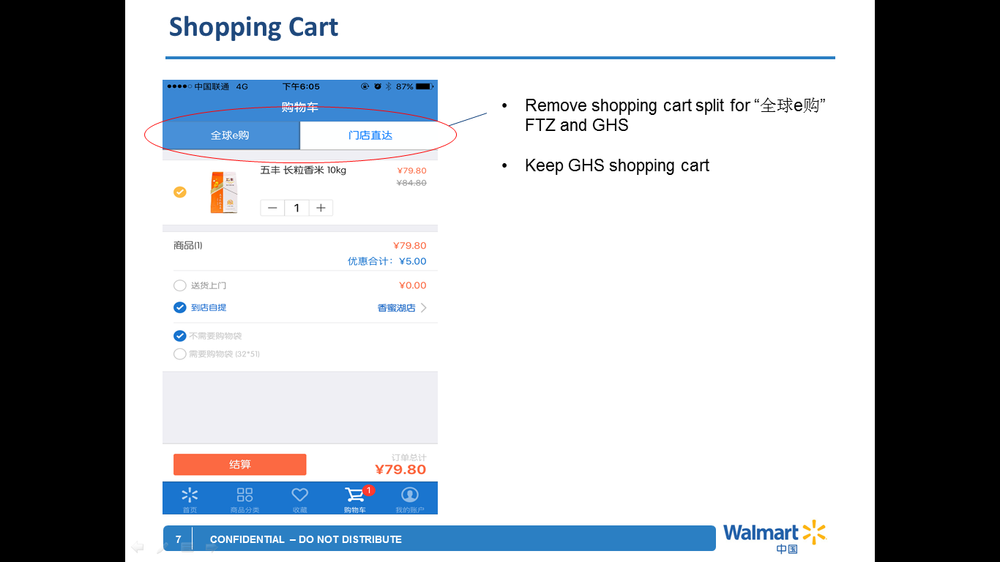 Shopping Cart
中国联通 4G 下午6:05 87%
购物车
全球e购 门店直达
五丰 长粒香米 10kg ¥79.80
¥84.80
1
商品(1) ¥79.80
优惠合计： ¥5.00
送货上门 ¥0.00
到店自提 香蜜湖店
不需要购物袋
需要购物袋 (32*51)
订单总计
结算 ¥79.80
1
首页 商品分类 收藏 购物车 我的账户
• Remove shopping cart split for “全球e购”
FTZ and GHS
• Keep GHS shopping cart
7 CONFIDENTIAL – DO NOT DISTRIBUTE
Walmart
中国